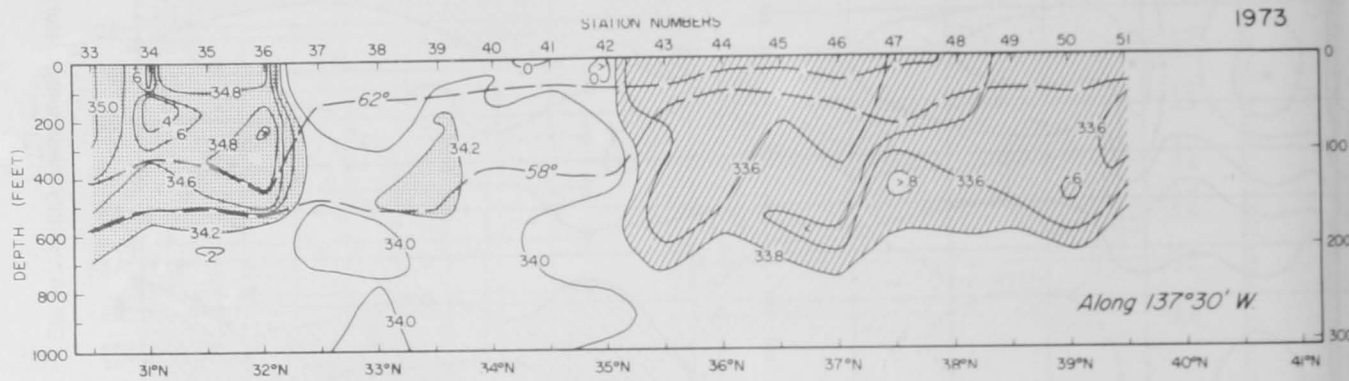 STATION NUMBERS
1973
33 34 35 36 37 38 39 40 41 42 43 44 45 46 47 48 49 50 51
0 0
6 0 0
350 348 62°
200 4 6 348 342 336 100
336
400 346 58° 8 336 6
342
600 2 340 340 338 200
800 340 Along 137°30' W.
1000 300
DEPTH (FEET)
31°N 32°N 33°N 34°N 35°N 36°N 37°N 38°N 39°N 40°N 41°N